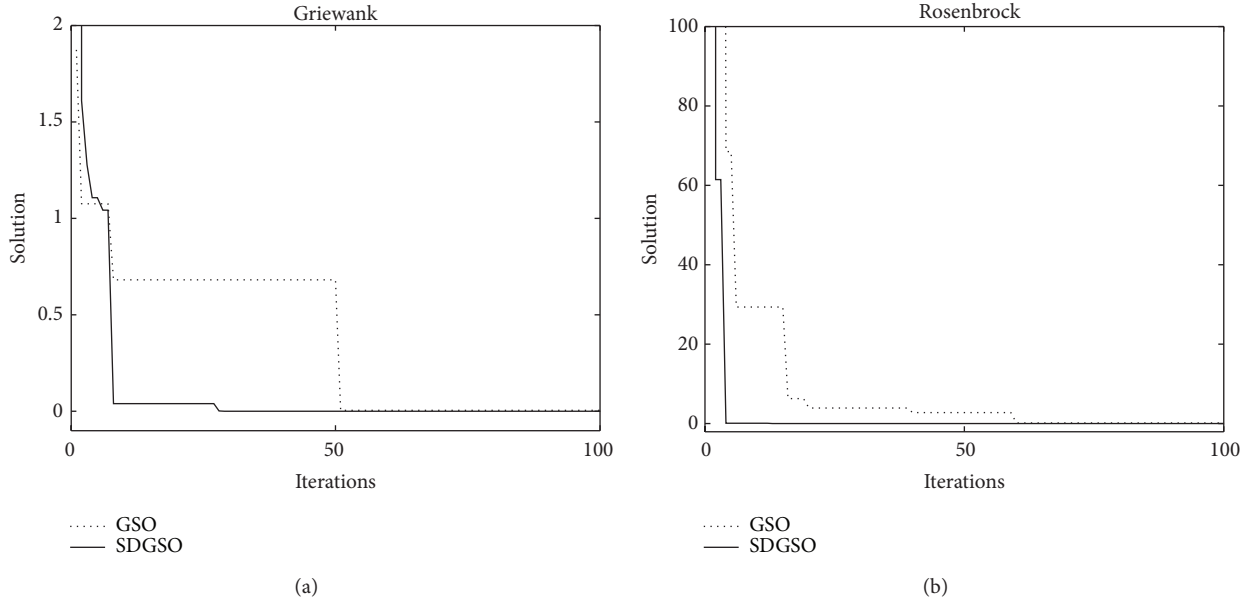 Griewank
2
1.5
1
0.5
0
Solution
0
50
100
Iterations
GSO
SDGSO
(a)
Rosenbrock
100
80
60
40
20
0
Solution
0
50
100
Iterations
GSO
SDGSO
(b)